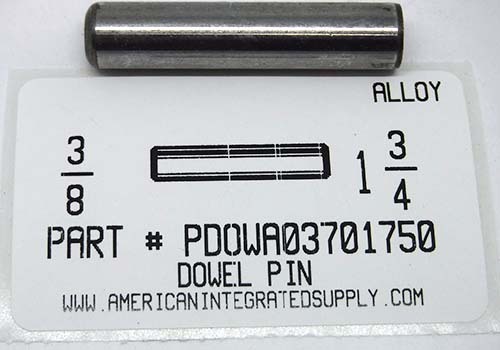 ALLOY
3/8
1 3/4
PART # PDOWA03701750
DOWEL PIN
WWW.AMERICANINTEGRATEDSUPPLY.COM